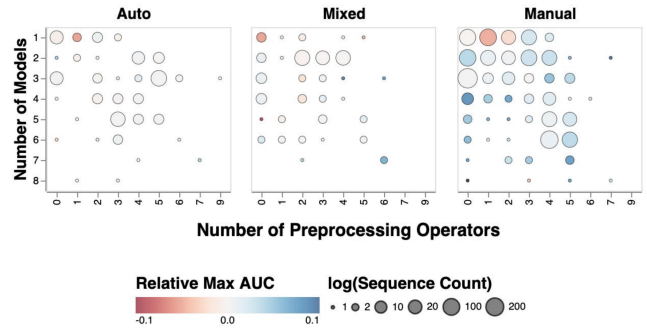 Auto
Mixed
Manual
Number of Models
1
2
3
4
5
6
7
8
0 1 2 3 4 5 6 7 9
0 1 2 3 4 5 6 7 9
0 1 2 3 4 5 6 7 9
Number of Preprocessing Operators
Relative Max AUC
-0.1 0.0 0.1
log(Sequence Count)
1 2 10 20 100 200